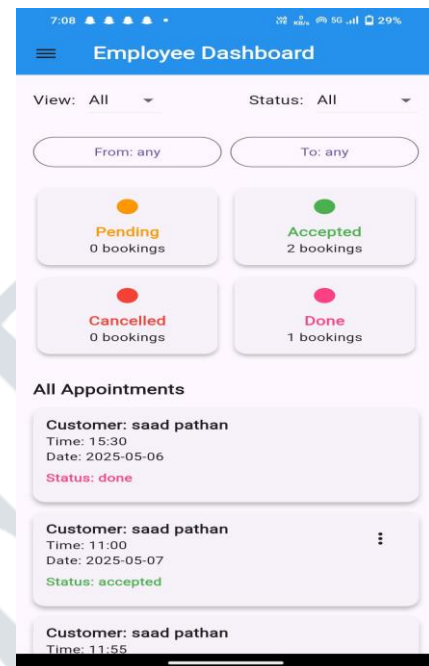 7:08
5G 29%
Employee Dashboard
View: All Status: All
From: any To: any
Pending
0 bookings
Accepted
2 bookings
Cancelled
0 bookings
Done
1 bookings
All Appointments
Customer: saad pathan
Time: 15:30
Date: 2025-05-06
Status: done
Customer: saad pathan
Time: 11:00
Date: 2025-05-07
Status: accepted
Customer: saad pathan
Time: 11:55